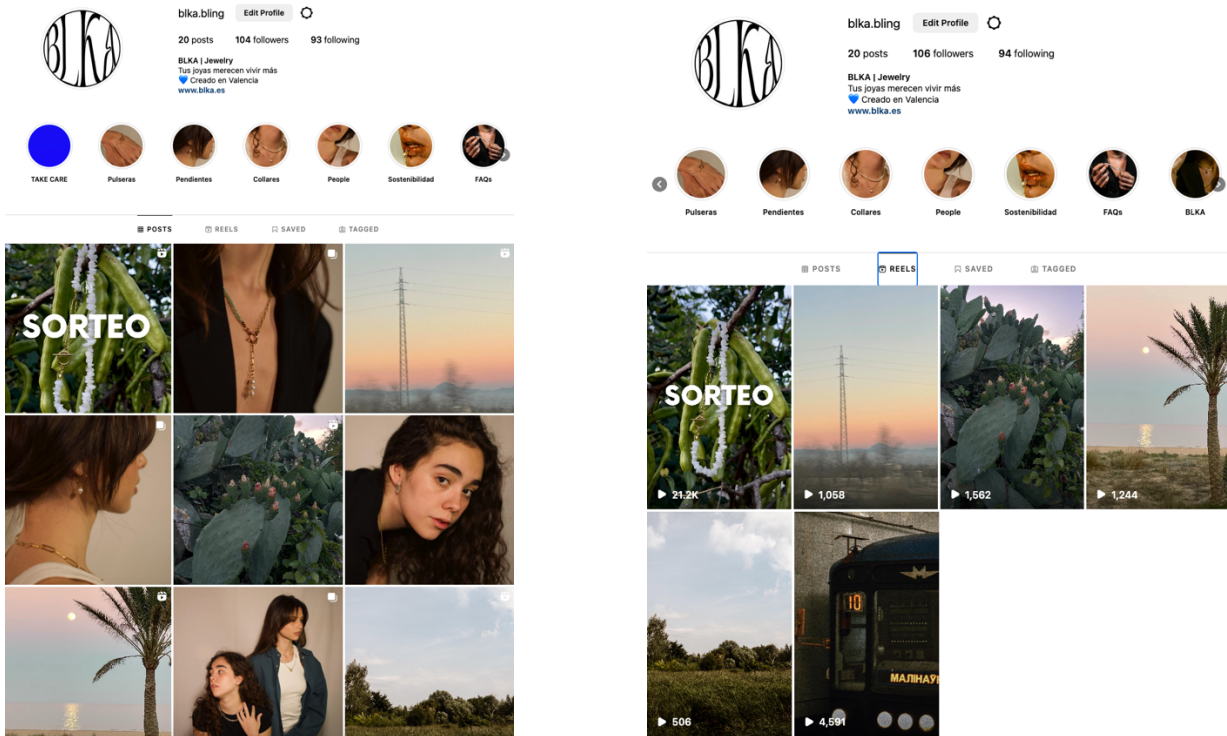 BLKA
blka.bling Edit Profile
20 posts 104 followers 93 following
BLKA | Jewelry
Tus joyas merecen vivir más
💙 Creado en Valencia
www.blka.es
TAKE CARE Pulseras Pendientes Collares People Sostenibilidad FAQs
POSTS REELS SAVED TAGGED
SORTEO
BLKA
blka.bling Edit Profile
20 posts 106 followers 94 following
BLKA | Jewelry
Tus joyas merecen vivir más
💙 Creado en Valencia
www.blka.es
Pulseras Pendientes Collares People Sostenibilidad FAQs BLKA
POSTS REELS SAVED TAGGED
SORTEO
21.2K 1,058 1,562 1,244
10
МАЛІНАЎ
506 4,591